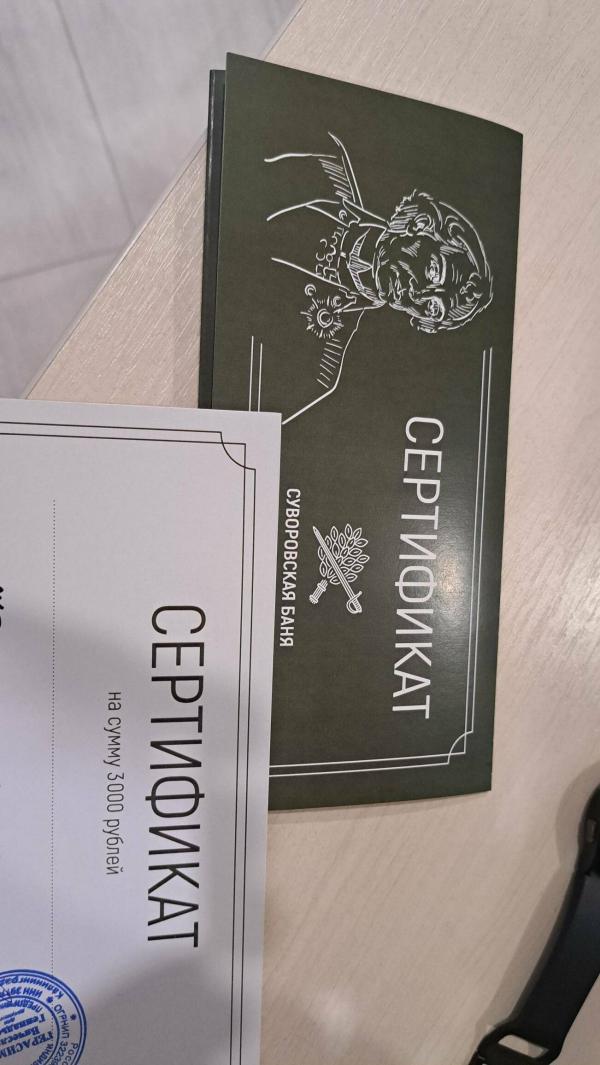 СЕРТИФИКАТ
СУВОРОВСКАЯ БАНЯ
СЕРТИФИКАТ
на сумму 3000 рублей